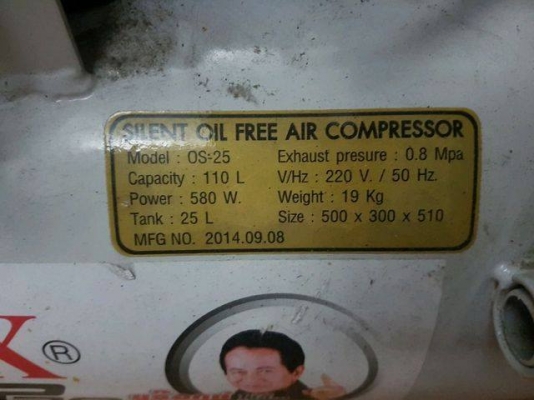 SILENT OIL FREE AIR COMPRESSOR
Model : OS-25 Exhaust presure : 0.8 Mpa
Capacity : 110 L V/Hz : 220 V. / 50 Hz.
Power : 580 W. Weight : 19 Kg
Tank : 25 L Size : 500 x 300 x 510
MFG NO. 2014.09.08
X®